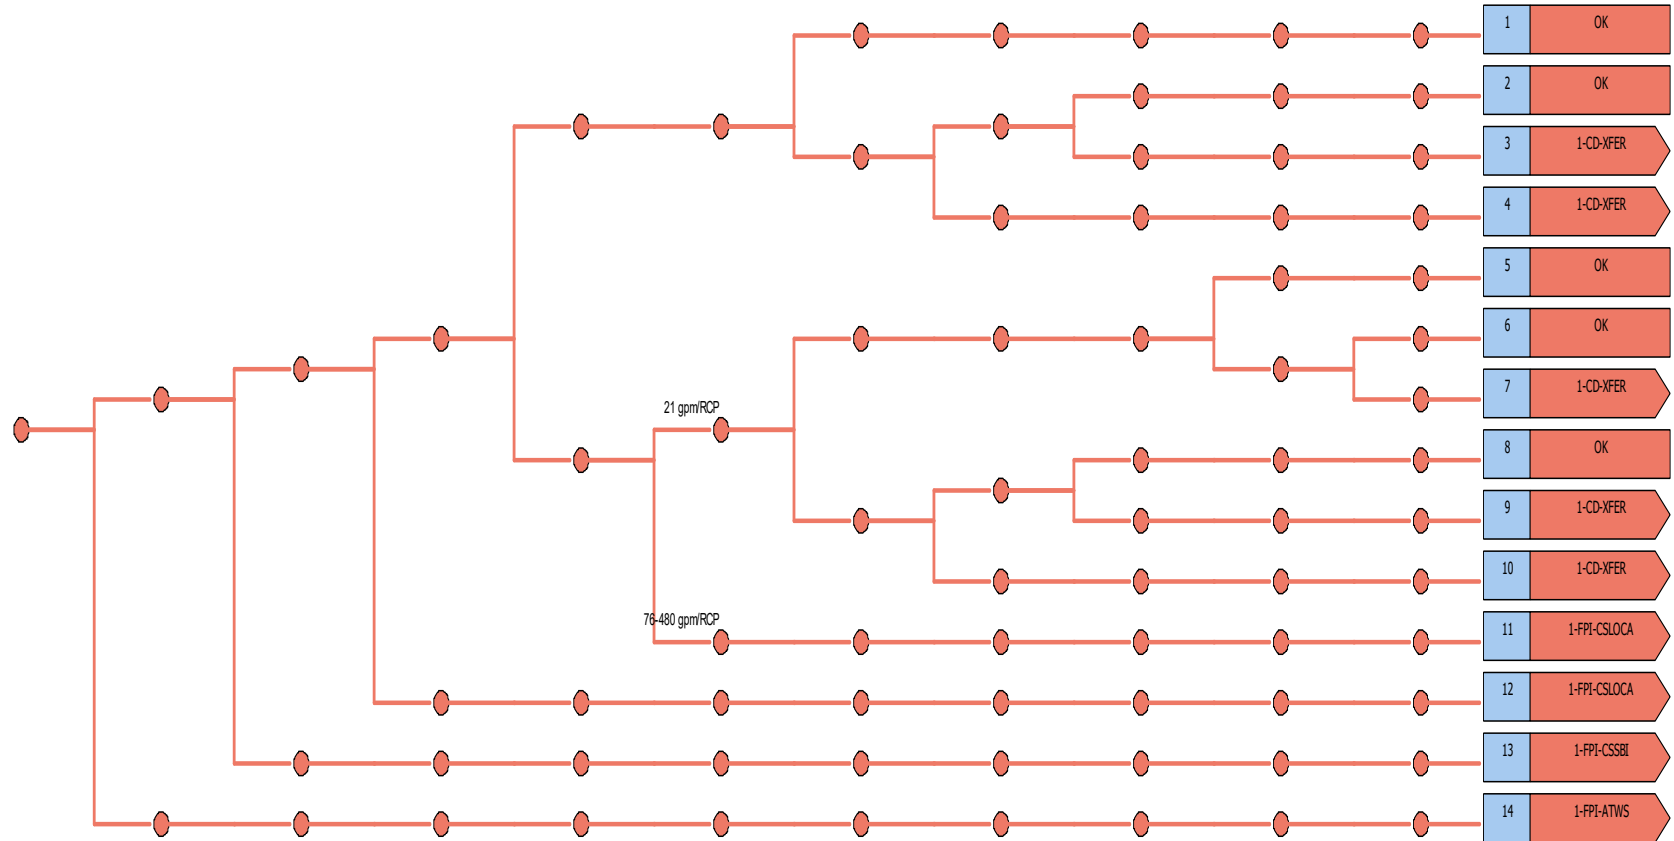 1 OK
2 OK
3 1-CD-XFER
4 1-CD-XFER
5 OK
6 OK
7 1-CD-XFER
21 gpm/RCP
8 OK
9 1-CD-XFER
10 1-CD-XFER
76-480 gpm/RCP
11 1-FPI-CSLOCA
12 1-FPI-CSLOCA
13 1-FPI-CSSBI
14 1-FPI-ATWS